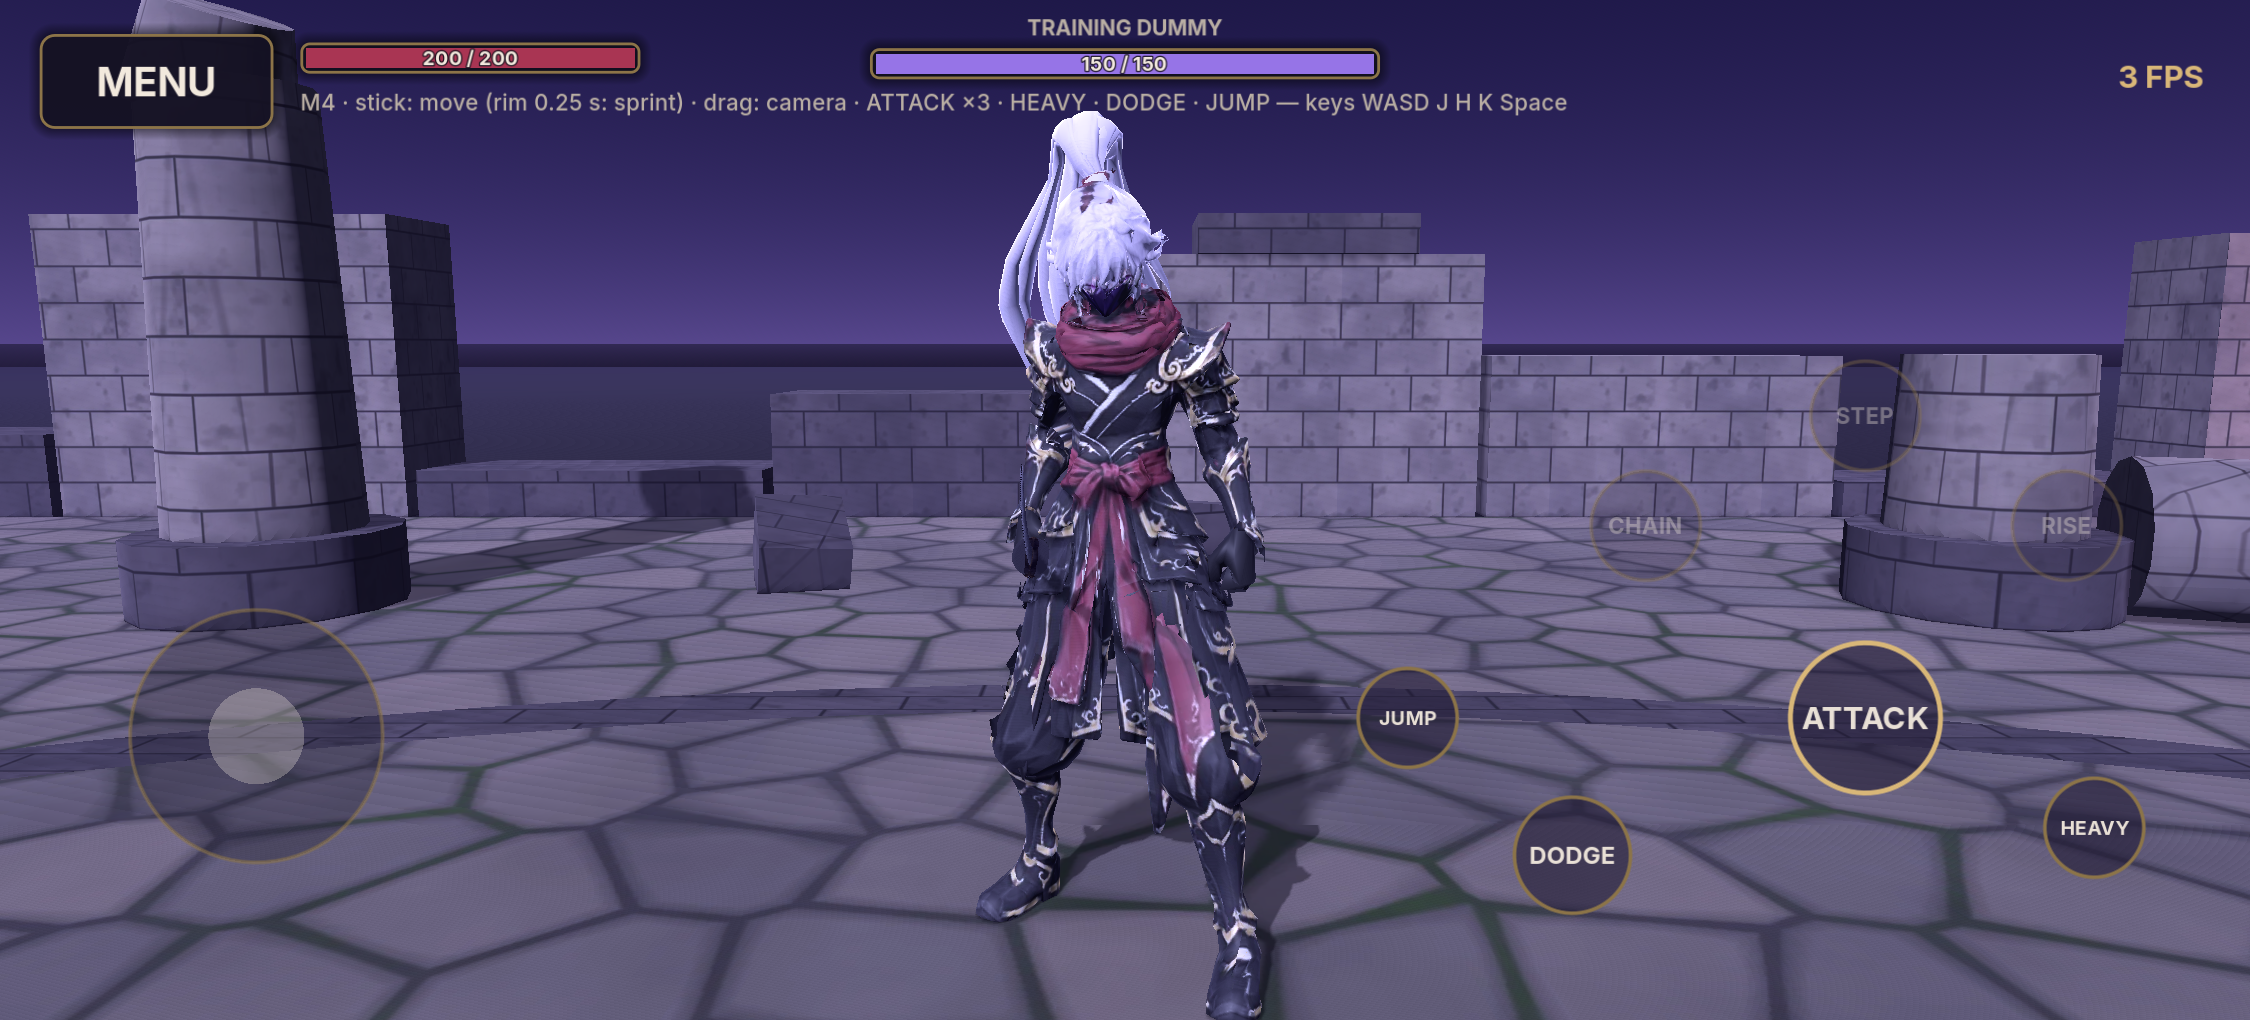 TRAINING DUMMY
MENU
200 / 200
150 / 150
3 FPS
M4 · stick: move (rim 0.25 s: sprint) · drag: camera · ATTACK ×3 · HEAVY · DODGE · JUMP — keys WASD J H K Space
STEP
CHAIN
RISE
JUMP
ATTACK
HEAVY
DODGE